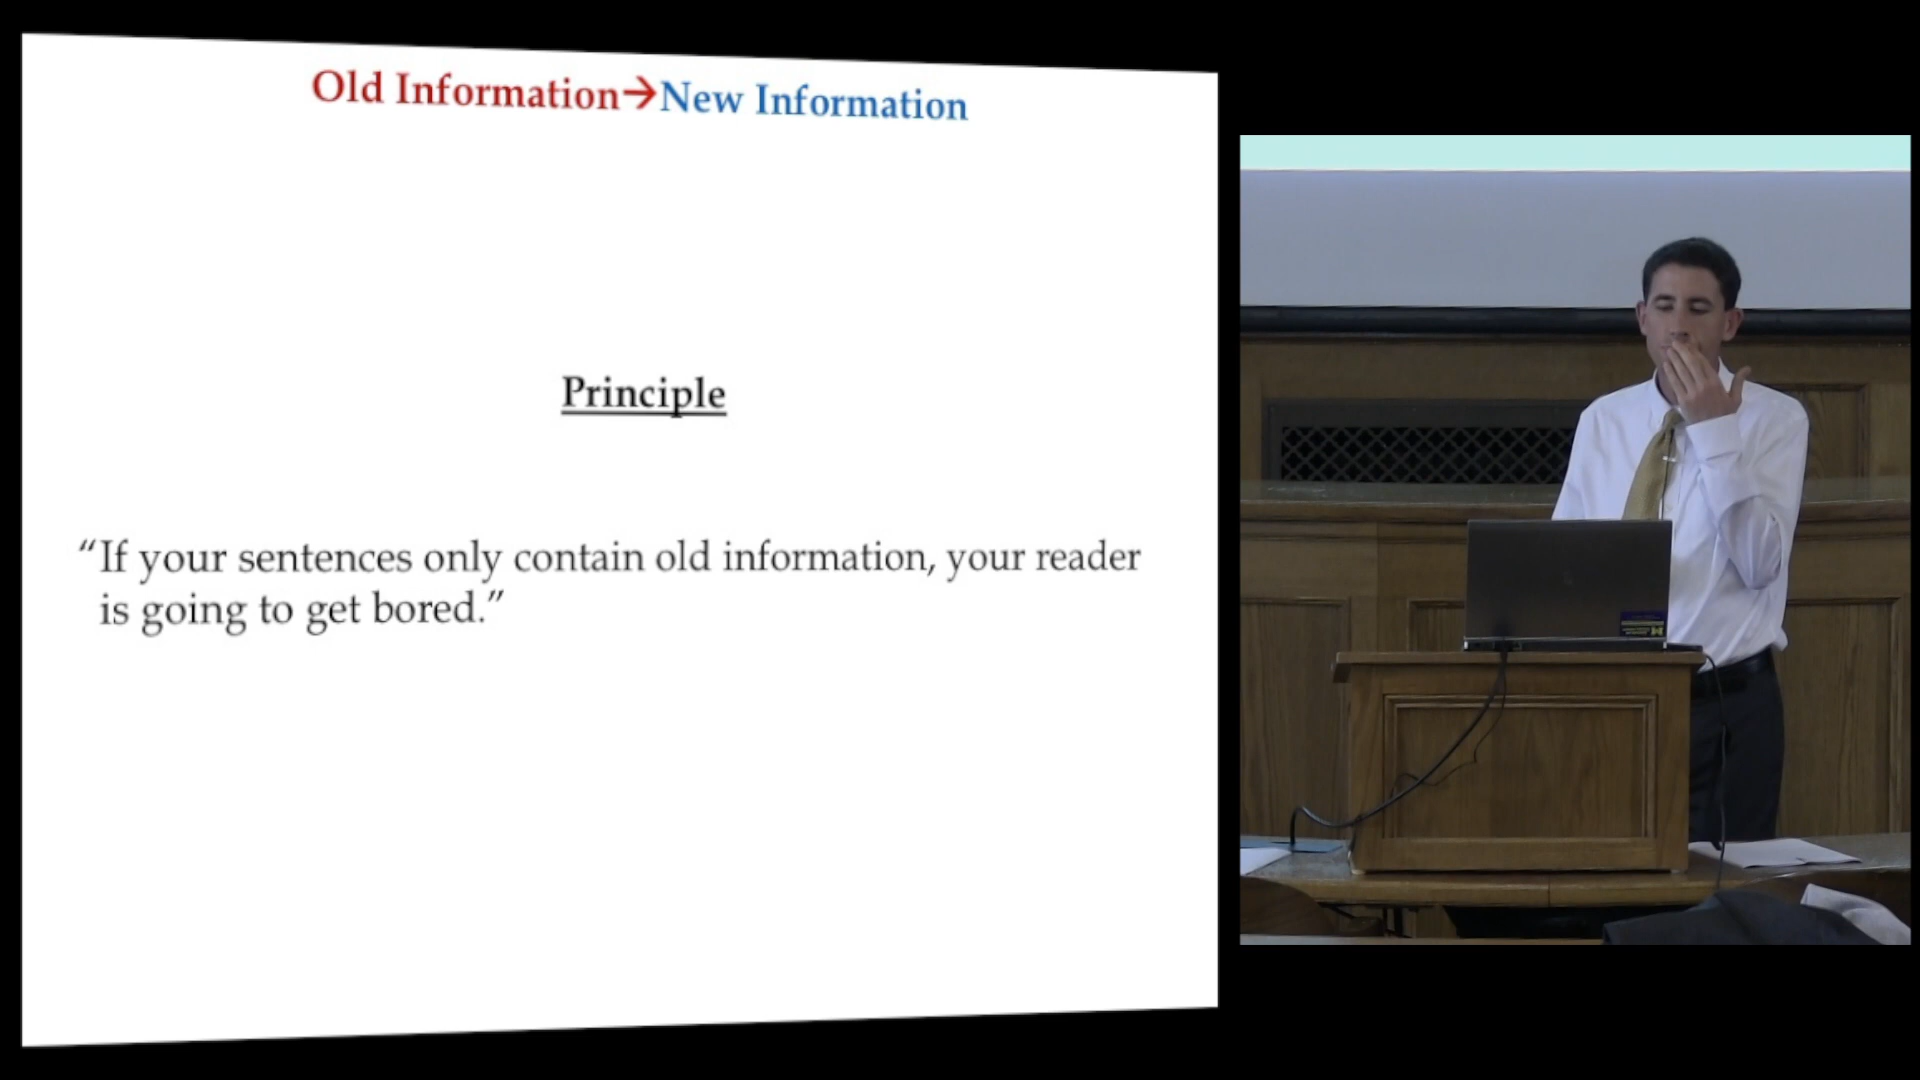 Old Information→New Information
Principle
“If your sentences only contain old information, your reader
is going to get bored.”